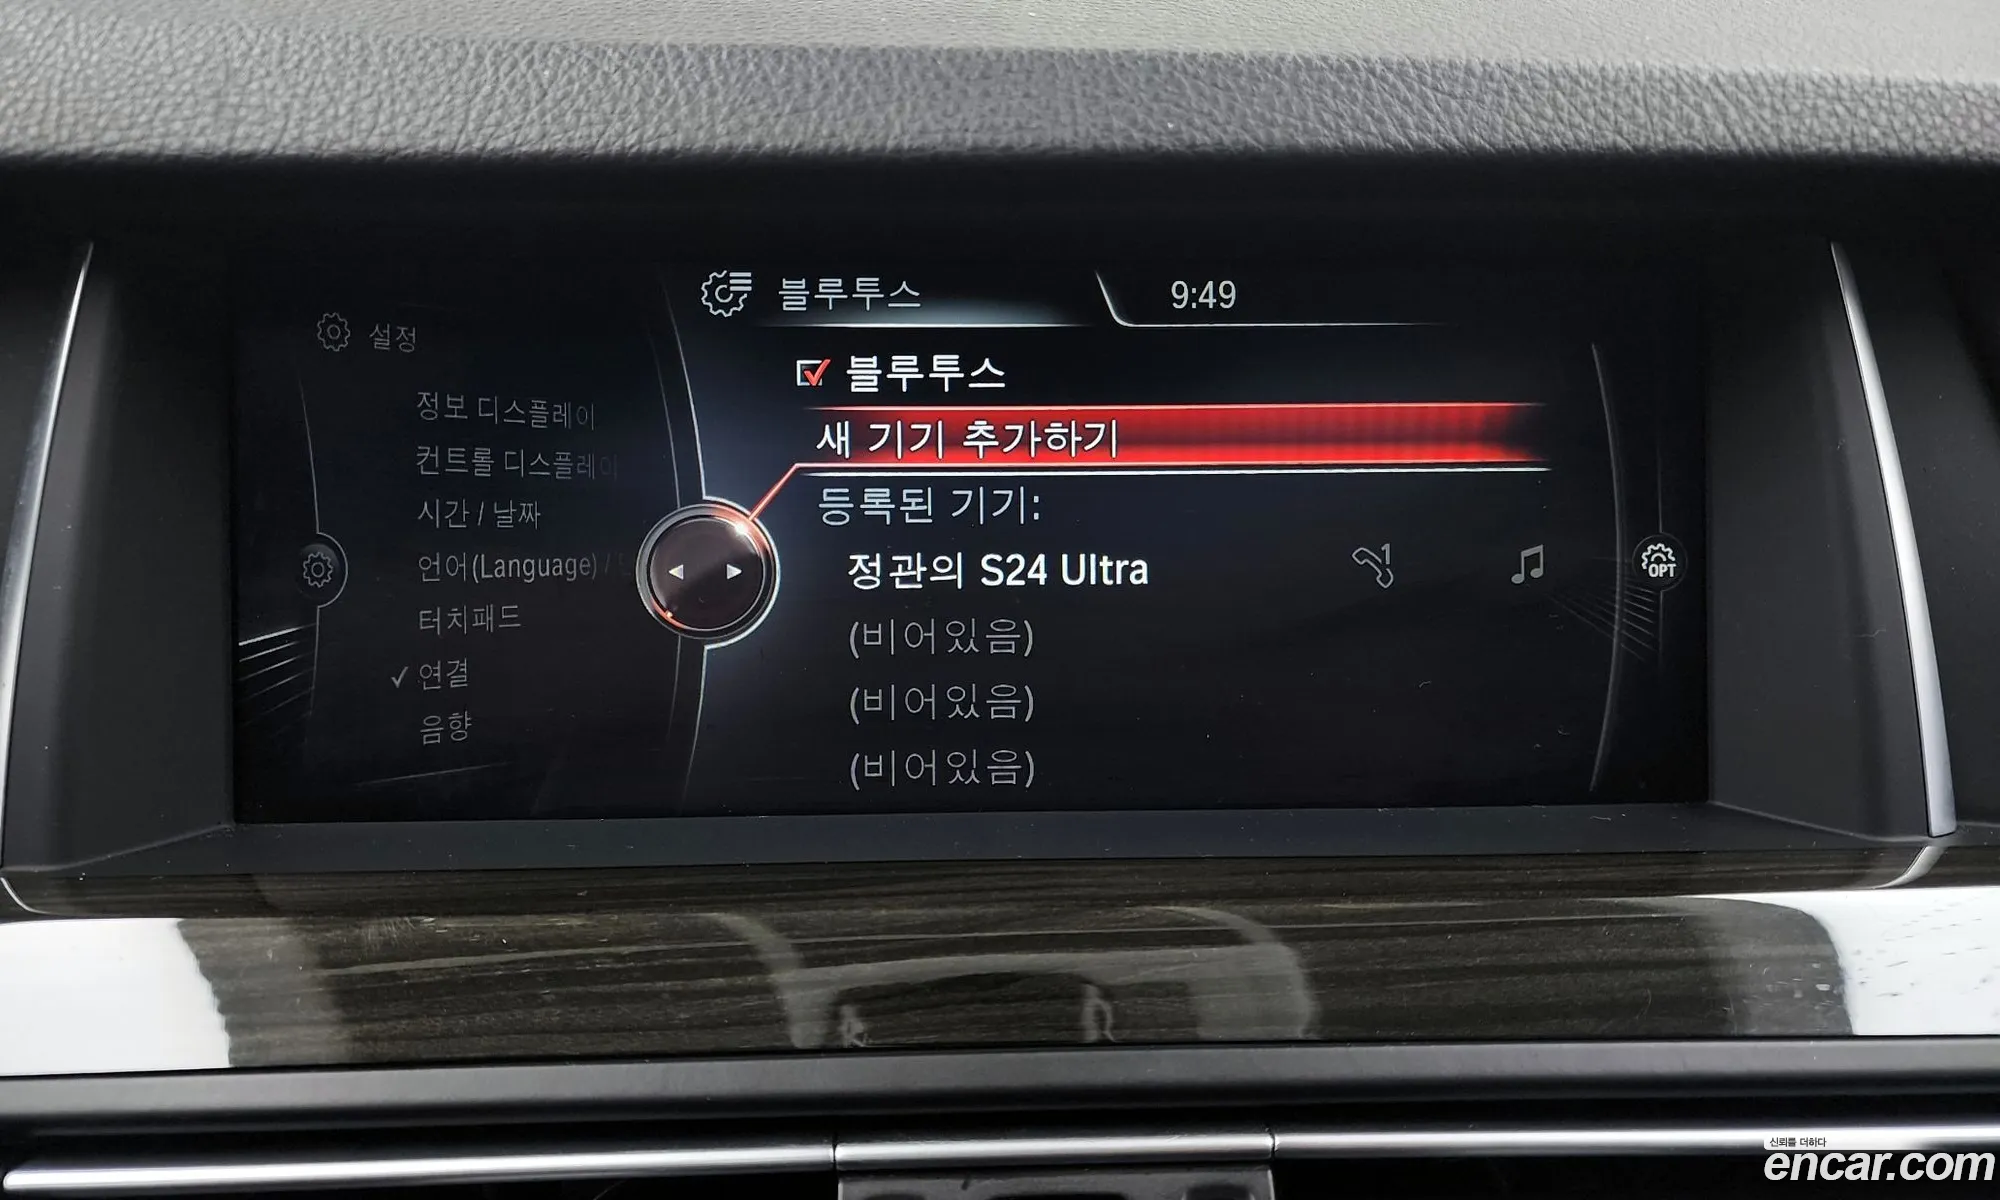 블루투스
9:49
설정
정보 디스플레이
컨트롤 디스플레이
시간 / 날짜
언어(Language) /
터치패드
✓ 연결
음향
블루투스
새 기기 추가하기
등록된 기기:
정관의 S24 Ultra
1
(비어있음)
(비어있음)
(비어있음)
OPT
신뢰를 더하다
encar.com